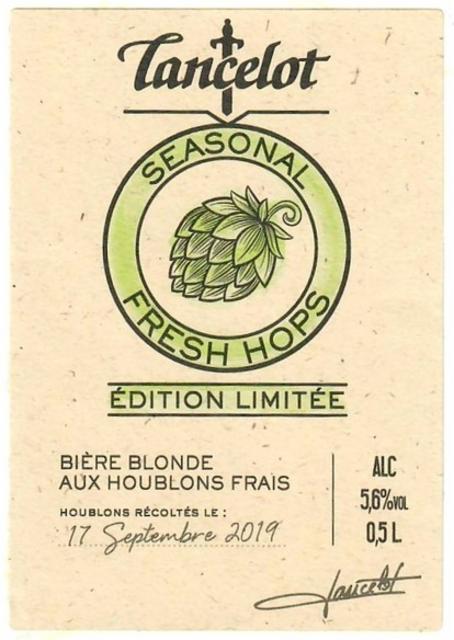 Lancelot
SEASONAL
FRESH HOPS
ÉDITION LIMITÉE
BIÈRE BLONDE
AUX HOUBLONS FRAIS
HOUBLONS RÉCOLTÉS LE :
17 Septembre 2019
ALC
5,6%VOL
0,5 L
Lancelot